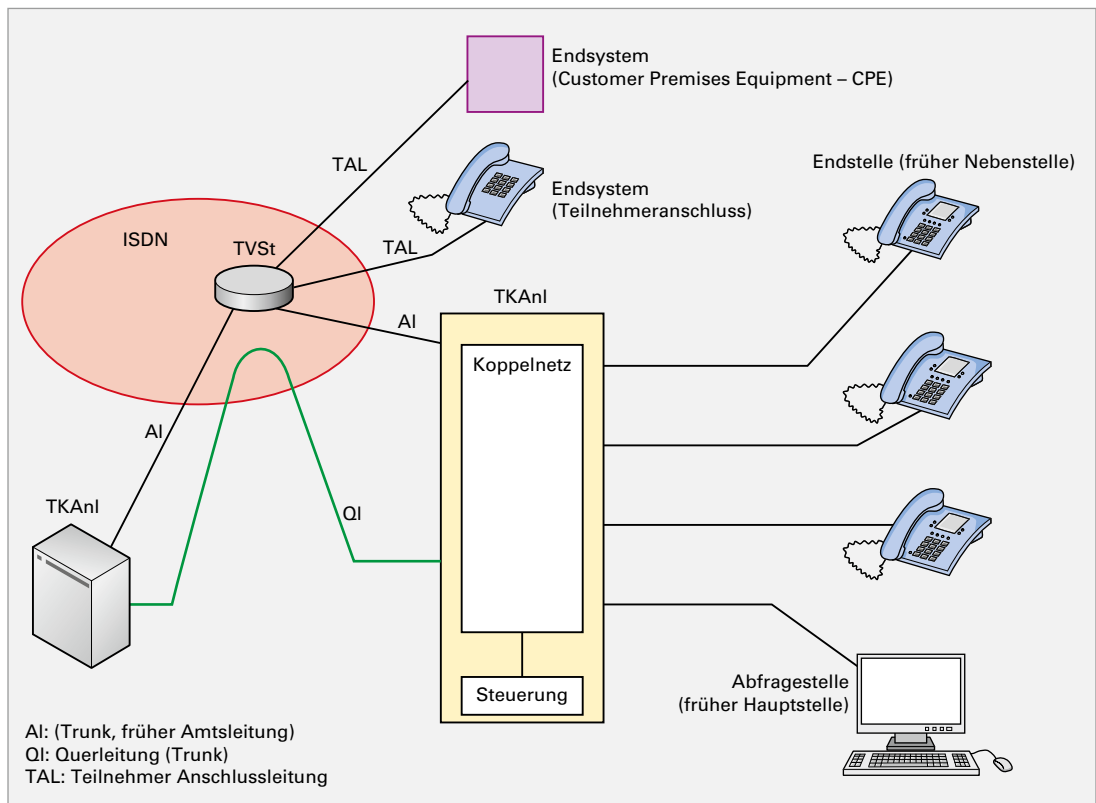 Endsystem
(Customer Premises Equipment – CPE)
TAL
Endstelle (früher Nebenstelle)
Endsystem
(Teilnehmeranschluss)
ISDN
TVSt
TAL
TKAnl
Al
Koppelnetz
Al
TKAnl
Ql
Steuerung
Abfragestelle
(früher Hauptstelle)
Al: (Trunk, früher Amtsleitung)
Ql: Querleitung (Trunk)
TAL: Teilnehmer Anschlussleitung